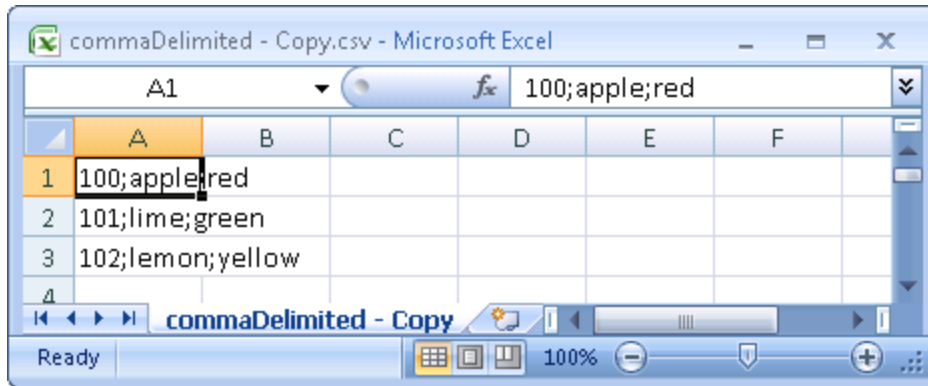 commaDelimited - Copy.csv - Microsoft Excel
A1 fx 100;apple;red
A B C D E F
1 100;apple;red
2 101;lime;green
3 102;lemon;yellow
4
commaDelimited - Copy
Ready 100%